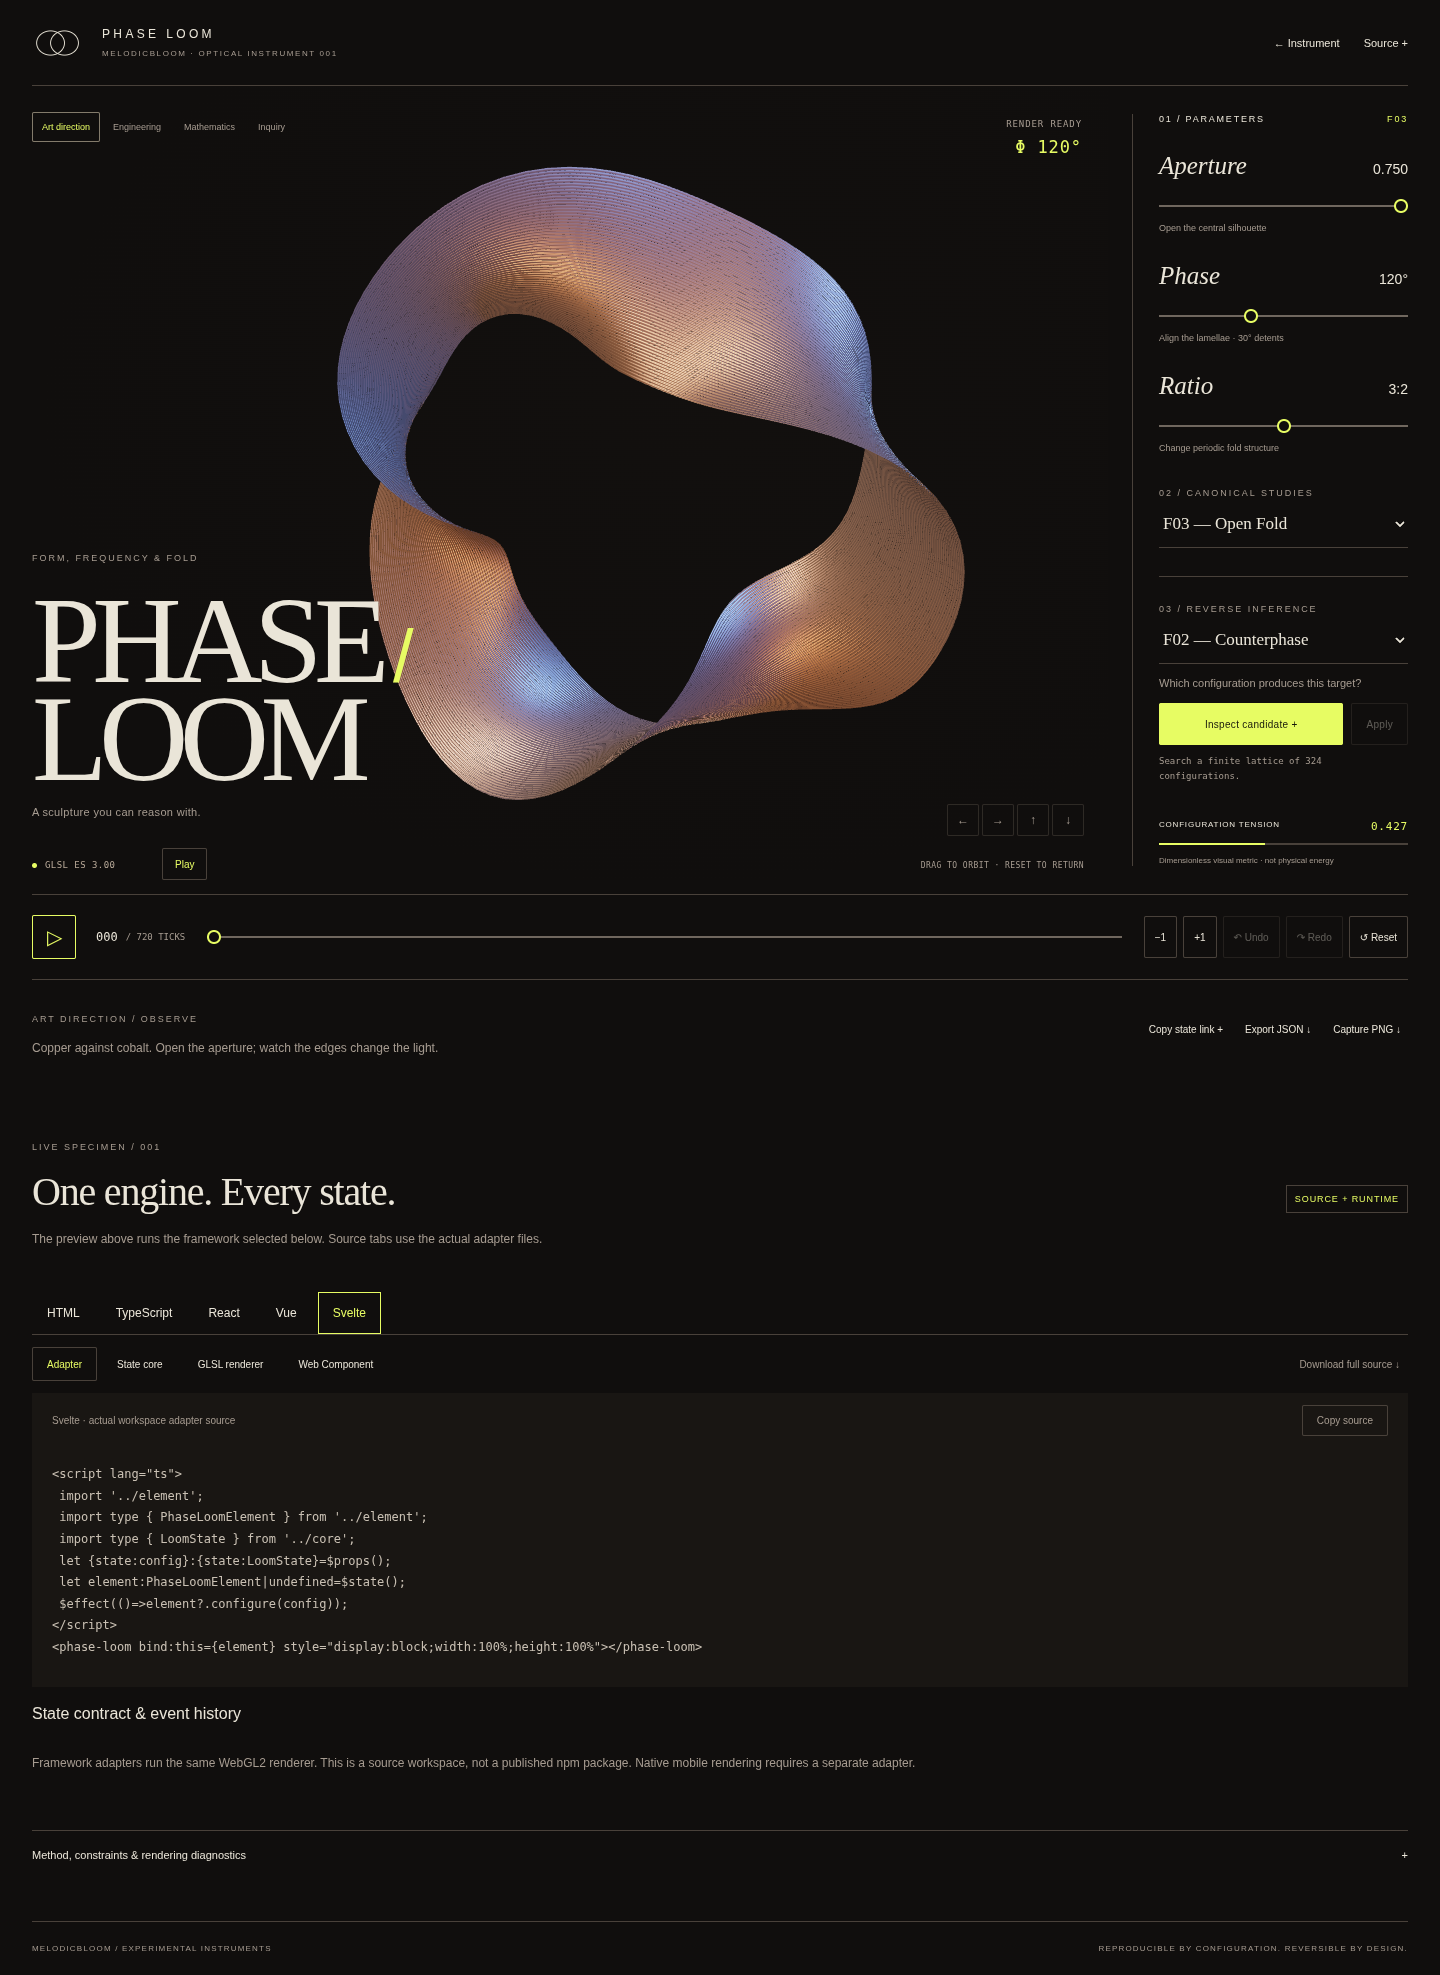 PHASE LOOM
MELODICBLOOM · OPTICAL INSTRUMENT 001
← Instrument
Source +
Art direction
Engineering
Mathematics
Inquiry
RENDER READY
Φ 120°
01 / PARAMETERS
F03
Aperture
0.750
Open the central silhouette
Phase
120°
Align the lamellae · 30° detents
Ratio
3:2
Change periodic fold structure
02 / CANONICAL STUDIES
F03 — Open Fold
03 / REVERSE INFERENCE
F02 — Counterphase
Which configuration produces this target?
Inspect candidate +
Apply
Search a finite lattice of 324
configurations.
CONFIGURATION TENSION
0.427
Dimensionless visual metric · not physical energy
FORM, FREQUENCY & FOLD
PHASE/
LOOM
A sculpture you can reason with.
← → ↑ ↓
GLSL ES 3.00
Play
DRAG TO ORBIT · RESET TO RETURN
▷
000 / 720 TICKS
−1
+1
↶ Undo
↷ Redo
↺ Reset
ART DIRECTION / OBSERVE
Copper against cobalt. Open the aperture; watch the edges change the light.
Copy state link +
Export JSON ↓
Capture PNG ↓
LIVE SPECIMEN / 001
One engine. Every state.
SOURCE + RUNTIME
The preview above runs the framework selected below. Source tabs use the actual adapter files.
HTML
TypeScript
React
Vue
Svelte
Adapter
State core
GLSL renderer
Web Component
Download full source ↓
Svelte · actual workspace adapter source
Copy source
<script lang="ts">
 import '../element';
 import type { PhaseLoomElement } from '../element';
 import type { LoomState } from '../core';
 let {state:config}:{state:LoomState}=$props();
 let element:PhaseLoomElement|undefined=$state();
 $effect(()=>element?.configure(config));
</script>
<phase-loom bind:this={element} style="display:block;width:100%;height:100%"></phase-loom>
State contract & event history
Framework adapters run the same WebGL2 renderer. This is a source workspace, not a published npm package. Native mobile rendering requires a separate adapter.
Method, constraints & rendering diagnostics
+
MELODICBLOOM / EXPERIMENTAL INSTRUMENTS
REPRODUCIBLE BY CONFIGURATION. REVERSIBLE BY DESIGN.